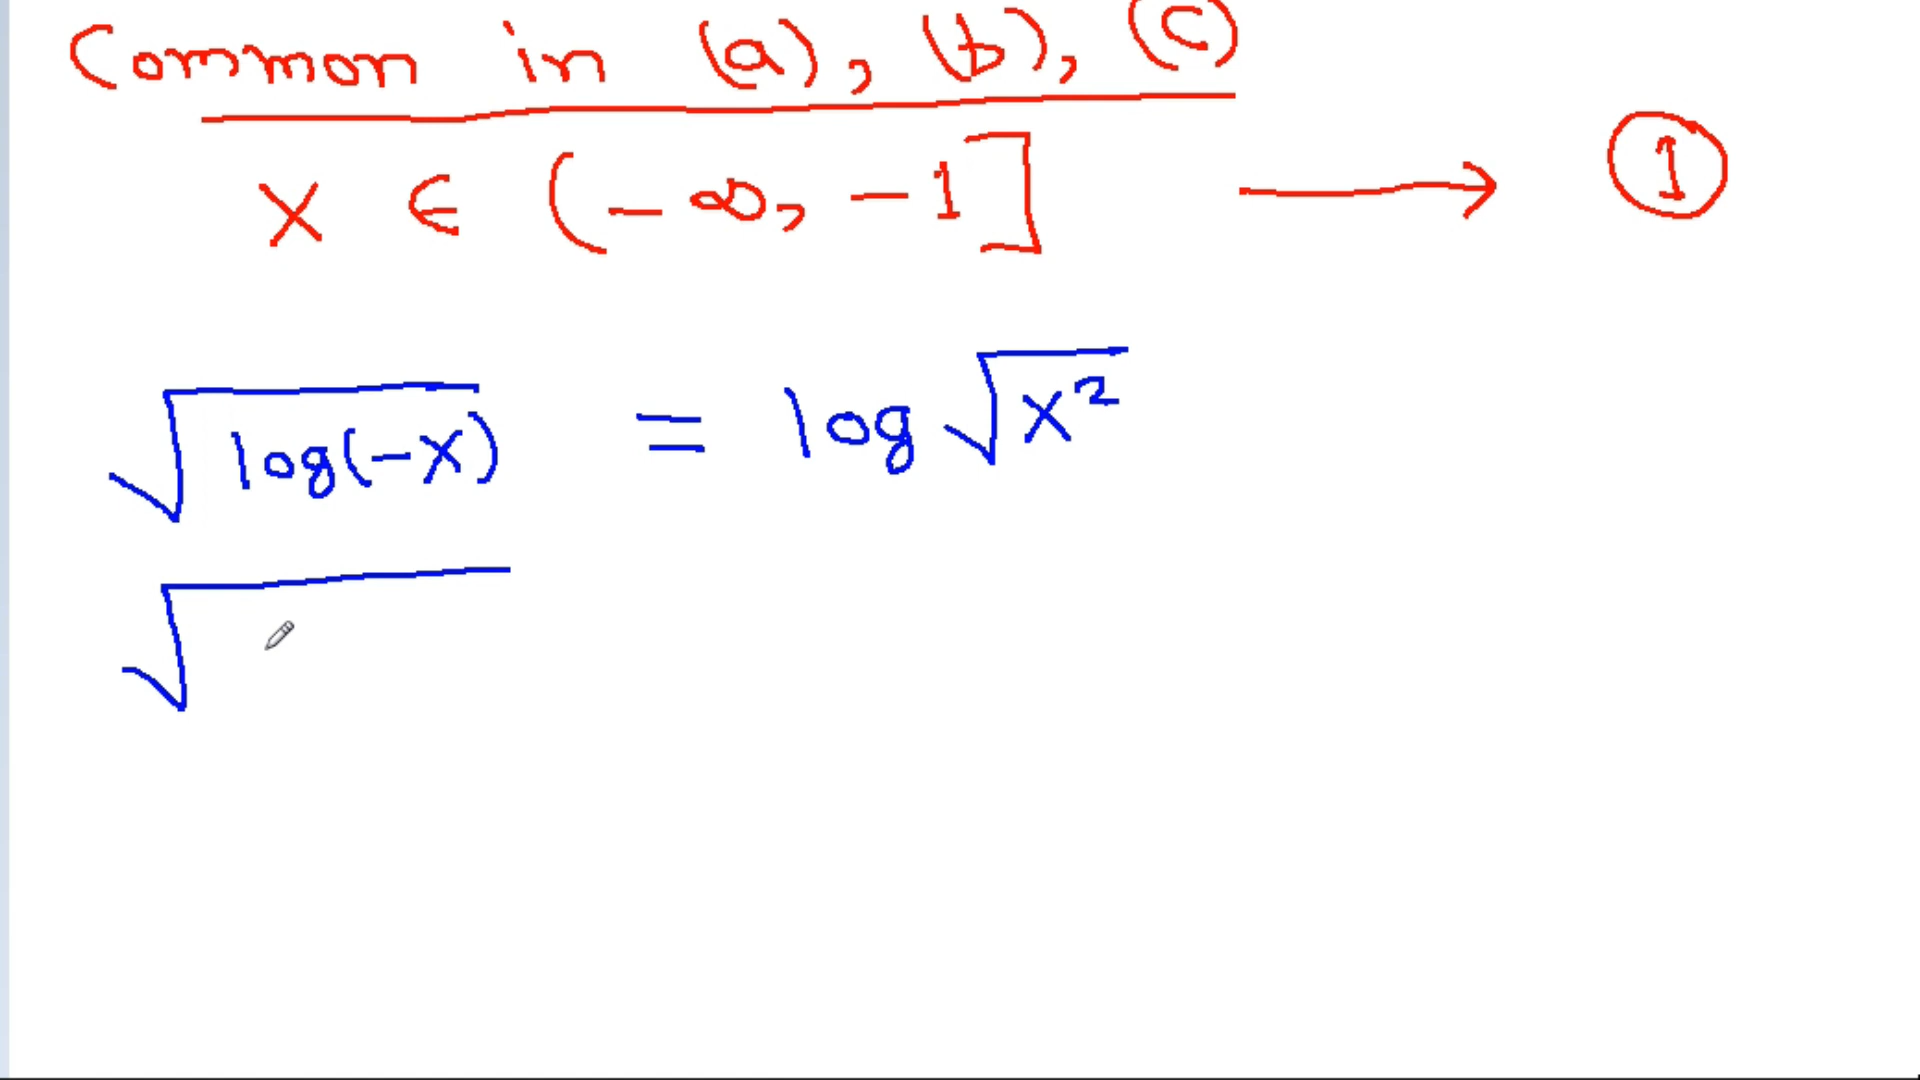 Common in (a), (b), (c)
x ∈ (-∞, -1] → ①
√log(-x) = log √x²
√